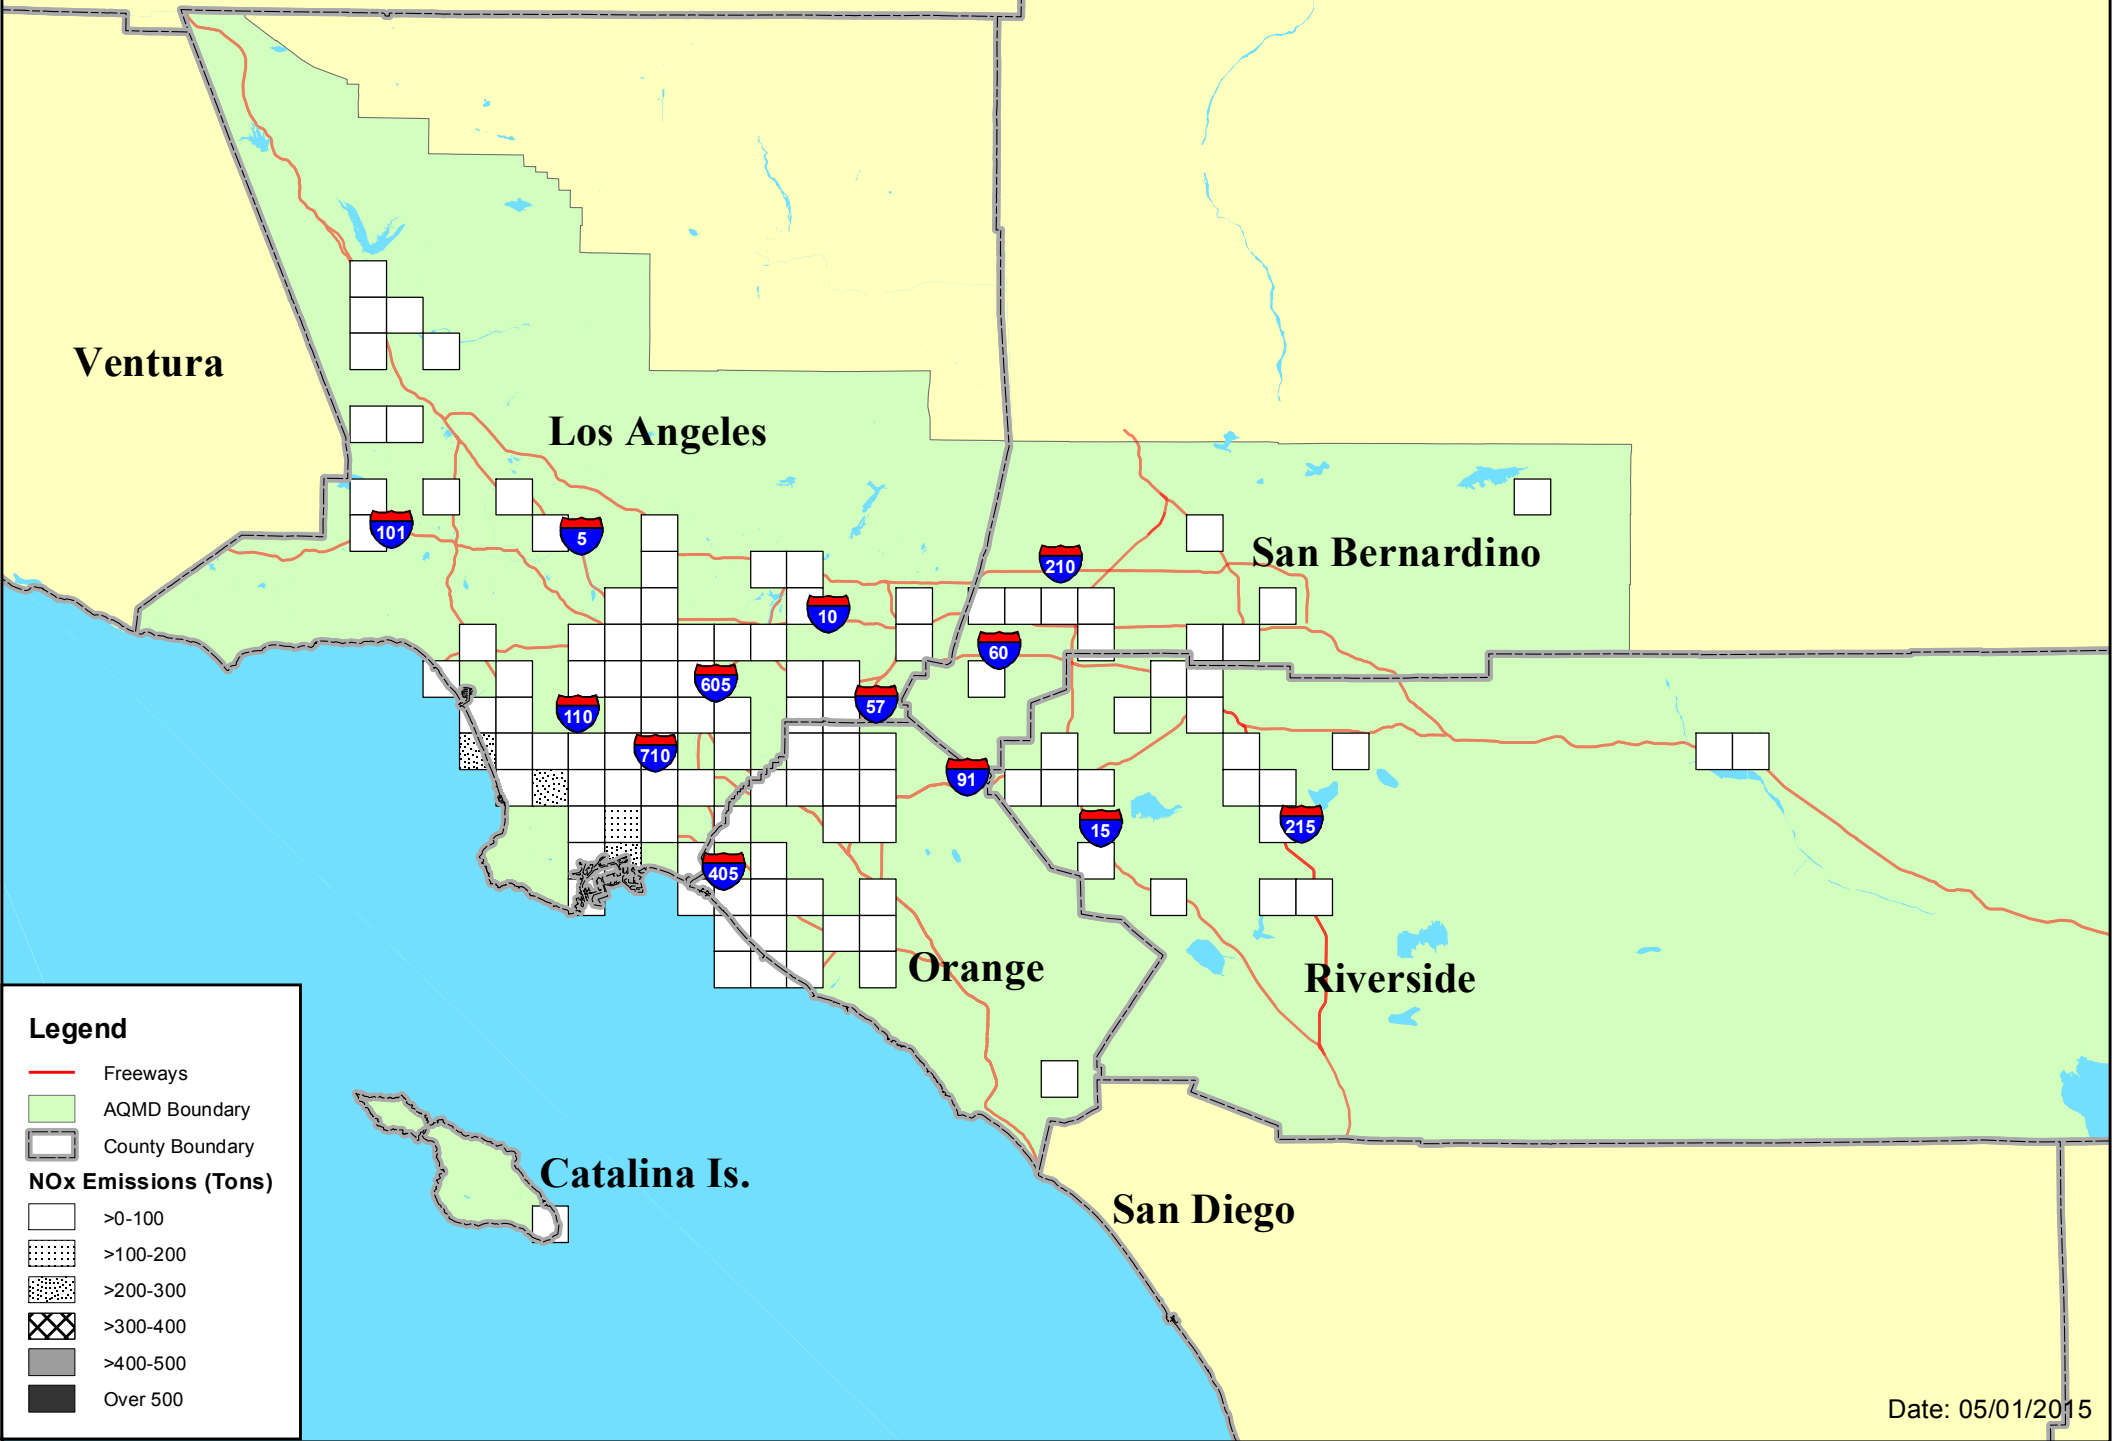 Ventura
Los Angeles
101
5
210
San Bernardino
10
60
605
57
110
710
91
15
215
405
Orange
Riverside
Catalina Is.
San Diego
Legend
Freeways
AQMD Boundary
County Boundary
NOx Emissions (Tons)
>0-100
>100-200
>200-300
>300-400
>400-500
Over 500
Date: 05/01/2015